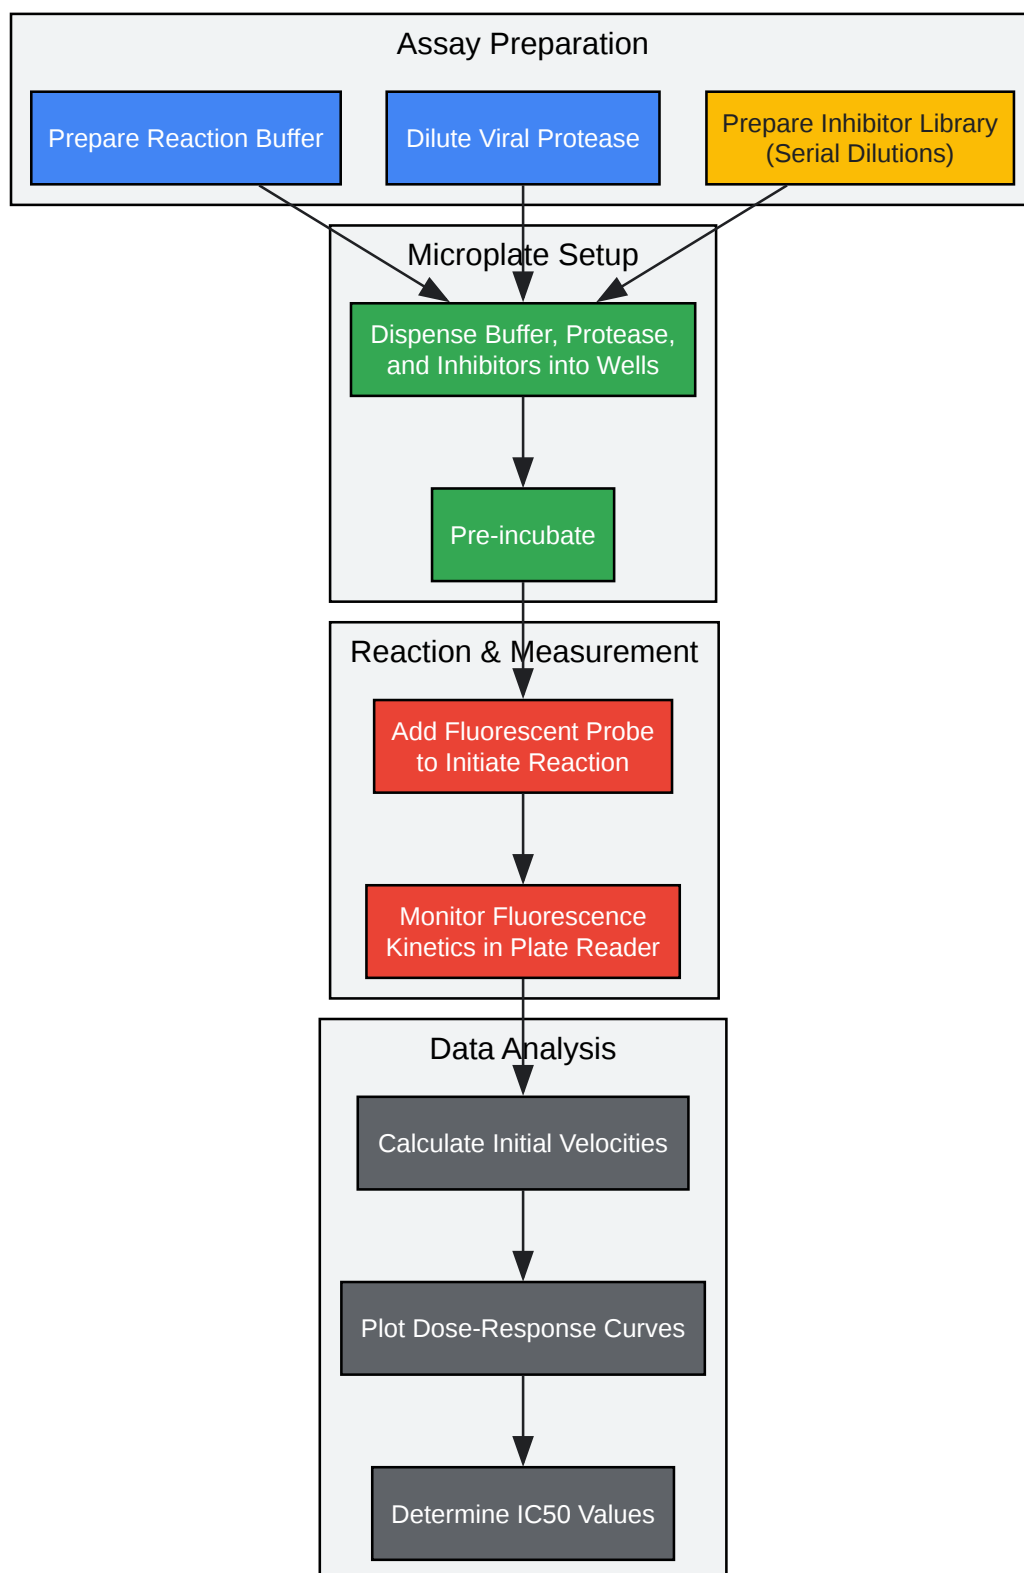 Assay Preparation
Prepare Reaction Buffer
Dilute Viral Protease
Prepare Inhibitor Library
(Serial Dilutions)
Microplate Setup
Dispense Buffer, Protease,
and Inhibitors into Wells
Pre-incubate
Reaction & Measurement
Add Fluorescent Probe
to Initiate Reaction
Monitor Fluorescence
Kinetics in Plate Reader
Data Analysis
Calculate Initial Velocities
Plot Dose-Response Curves
Determine IC50 Values